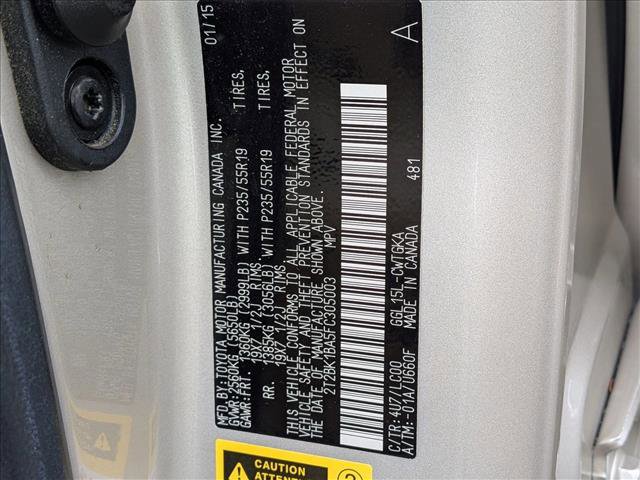 MFD.BY:TOYOTA MOTOR MANUFACTURING CANADA INC. 01/15
GVWR:2560KG (5650LB)
GAWR:FRT. 1360KG (2999LB) WITH P235/55R19 TIRES,
19X7 1/2J RIMS
RR. 1385KG (3056LB) WITH P235/55R19 TIRES,
19X7 1/2J RIMS
THIS VEHICLE CONFORMS TO ALL APPLICABLE FEDERAL MOTOR
VEHICLE SAFETY AND THEFT PREVENTION STANDARDS IN EFFECT ON
THE DATE OF MANUFACTURE SHOWN ABOVE.
2T2BK1BA5FC305003 MPV
481
C/TR:4U7/LC00 GGL15L-CWTGKA A
A/TM:-01A/U660F MADE IN CANADA
CAUTION
ATTENTI